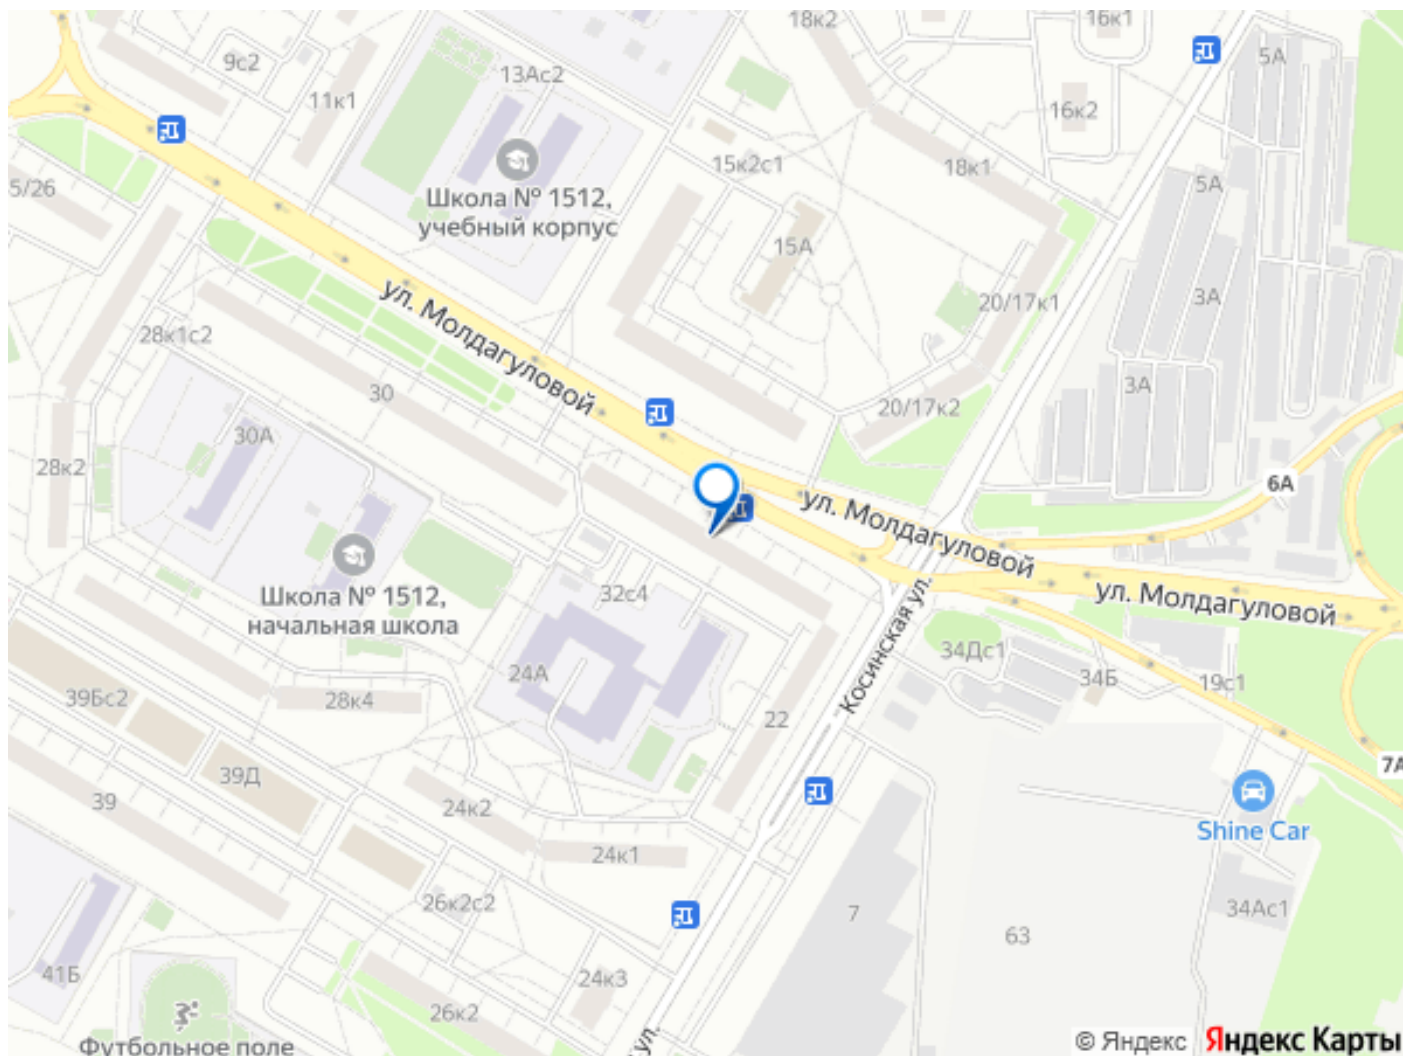 18к2
16к1
5А
9с2
13Ас2
11к1
16к2
15к2с1
18к1
5/26
Школа № 1512,
учебный корпус
5А
15А
3А
20/17к1
ул. Молдагуловой
28к1с2
30
3А
20/17к2
30А
28к2
6А
ул. Молдагуловой
ул. Молдагуловой
ул. Молдагуловой
Школа № 1512,
начальная школа
32с4
Косинская ул.
34Дс1
34Б
19с1
24А
28к4
39Бс2
22
39Д
7А
39
24к2
Shine Car
24к1
26к2с2
7
63
34Ас1
41Б
24к3
26к2
ул.
Футбольное поле
© Яндекс Яндекс Карты